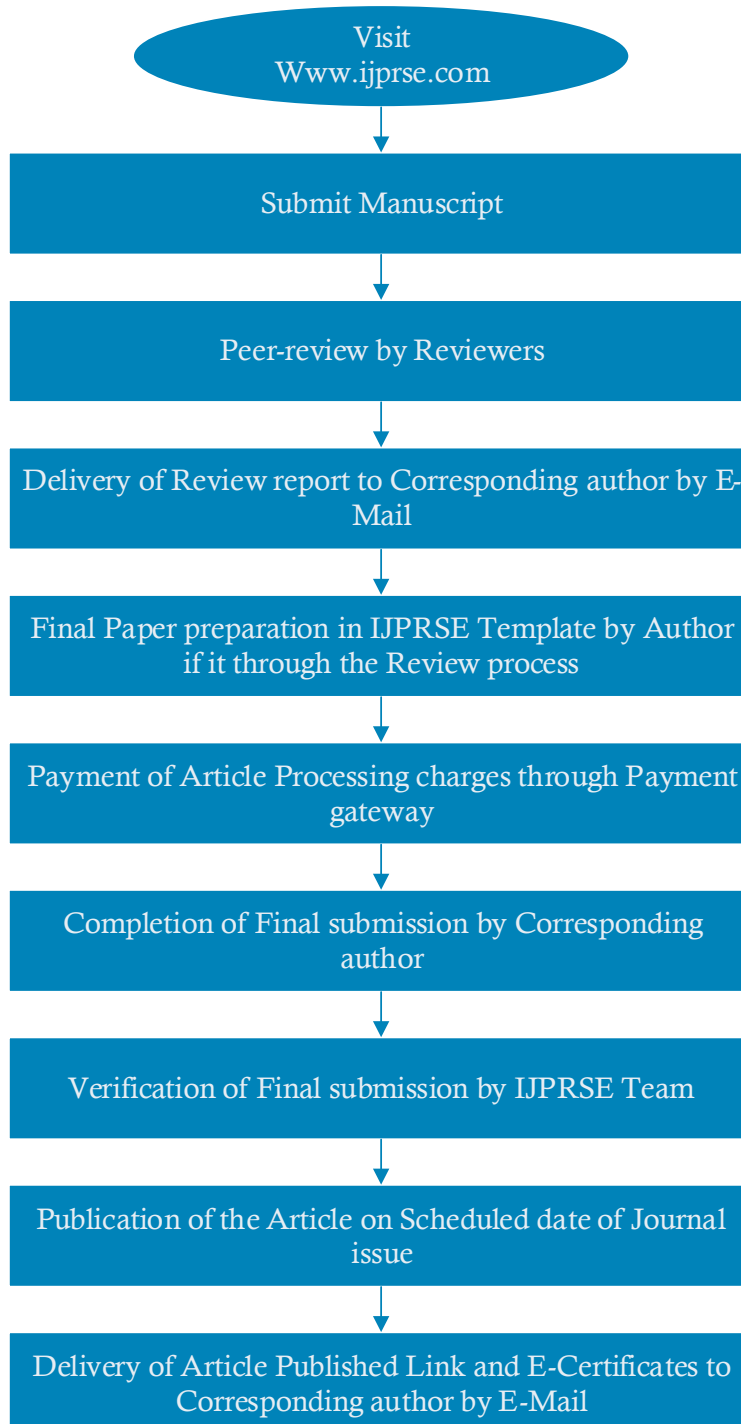 Visit
Www.ijprse.com
Submit Manuscript
Peer-review by Reviewers
Delivery of Review report to Corresponding author by E-
Mail
Final Paper preparation in IJPRSE Template by Author
if it through the Review process
Payment of Article Processing charges through Payment
gateway
Completion of Final submission by Corresponding
author
Verification of Final submission by IJPRSE Team
Publication of the Article on Scheduled date of Journal
issue
Delivery of Article Published Link and E-Certificates to
Corresponding author by E-Mail